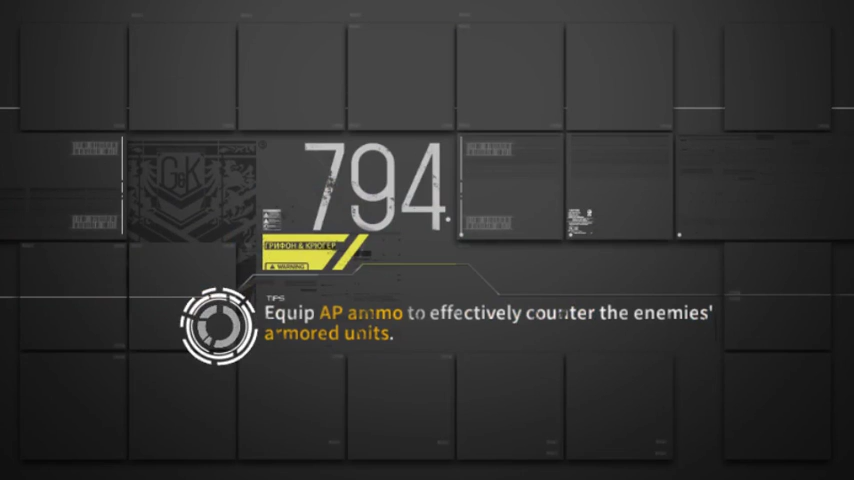 G&K
794.
ГРИФОН & КРЮГЕР
WARNING
TIPS
Equip AP ammo to effectively counter the enemies'
armored units.